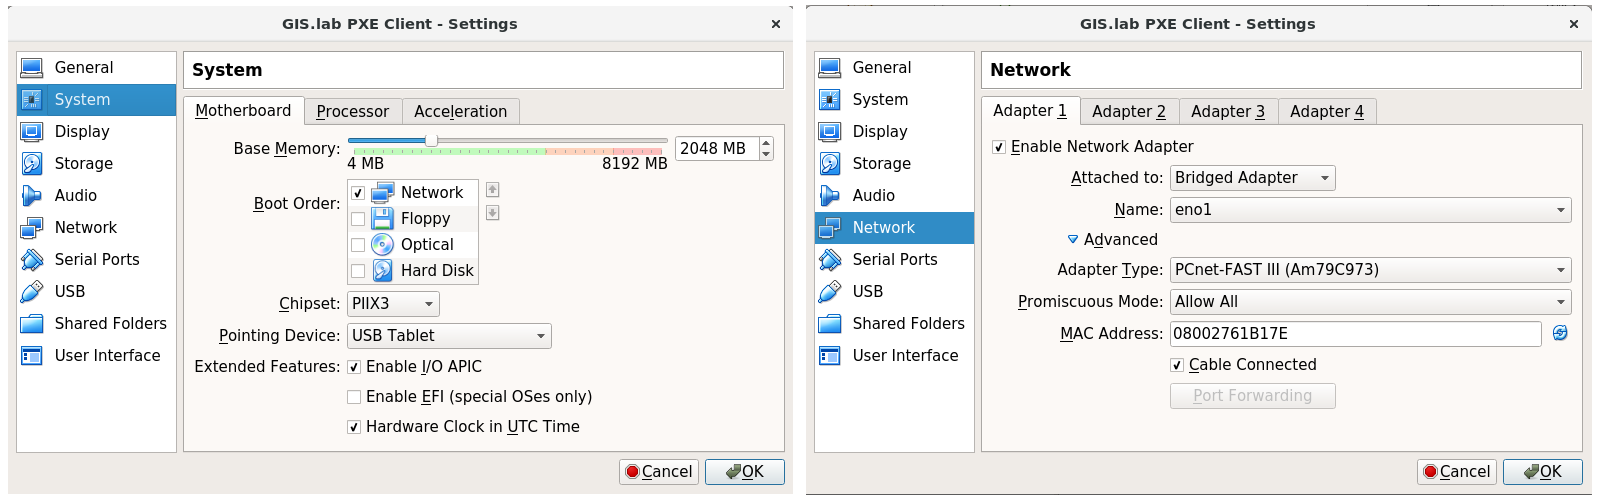 GIS.lab PXE Client - Settings
General
System
Display
Storage
Audio
Network
Serial Ports
USB
Shared Folders
User Interface
System
Motherboard Processor Acceleration
Base Memory: 2048 MB
4 MB 8192 MB
Boot Order:
Network
Floppy
Optical
Hard Disk
Chipset: PIIX3
Pointing Device: USB Tablet
Extended Features: Enable I/O APIC
Enable EFI (special OSes only)
Hardware Clock in UTC Time
Cancel OK
GIS.lab PXE Client - Settings
General
System
Display
Storage
Audio
Network
Serial Ports
USB
Shared Folders
User Interface
Network
Adapter 1 Adapter 2 Adapter 3 Adapter 4
Enable Network Adapter
Attached to: Bridged Adapter
Name: eno1
Advanced
Adapter Type: PCnet-FAST III (Am79C973)
Promiscuous Mode: Allow All
MAC Address: 08002761B17E
Cable Connected
Port Forwarding
Cancel OK